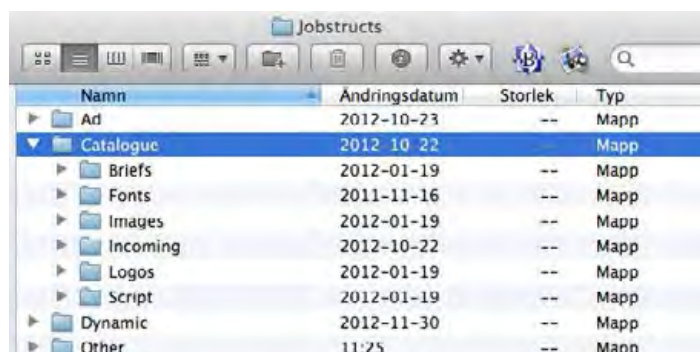 Jobstructs
Namn Ändringsdatum Storlek Typ
Ad 2012-10-23 -- Mapp
Catalogue 2012-10-22 -- Mapp
Briefs 2012-01-19 -- Mapp
Fonts 2011-11-16 -- Mapp
Images 2012-01-19 -- Mapp
Incoming 2012-10-22 -- Mapp
Logos 2012-01-19 -- Mapp
Script 2012-01-19 -- Mapp
Dynamic 2012-11-30 -- Mapp
Other 11:25 -- Mapp